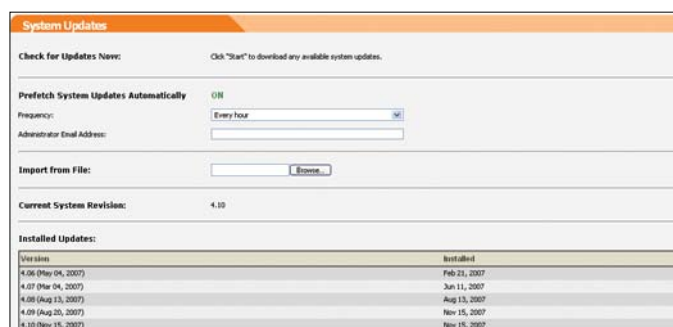 System Updates
Check for Updates Now: Click "Start" to download any available system updates.
Prefetch System Updates Automatically ON
Frequency: Every hour
Administrator Email Address:
Import from File: Browse...
Current System Revision: 4.10
Installed Updates:
Version Installed
4.06 (May 04, 2007) Feb 21, 2007
4.07 (Mar 04, 2007) Jun 11, 2007
4.08 (Aug 13, 2007) Aug 13, 2007
4.09 (Aug 20, 2007) Nov 15, 2007
4.10 (Nov 15, 2007) Nov 15, 2007